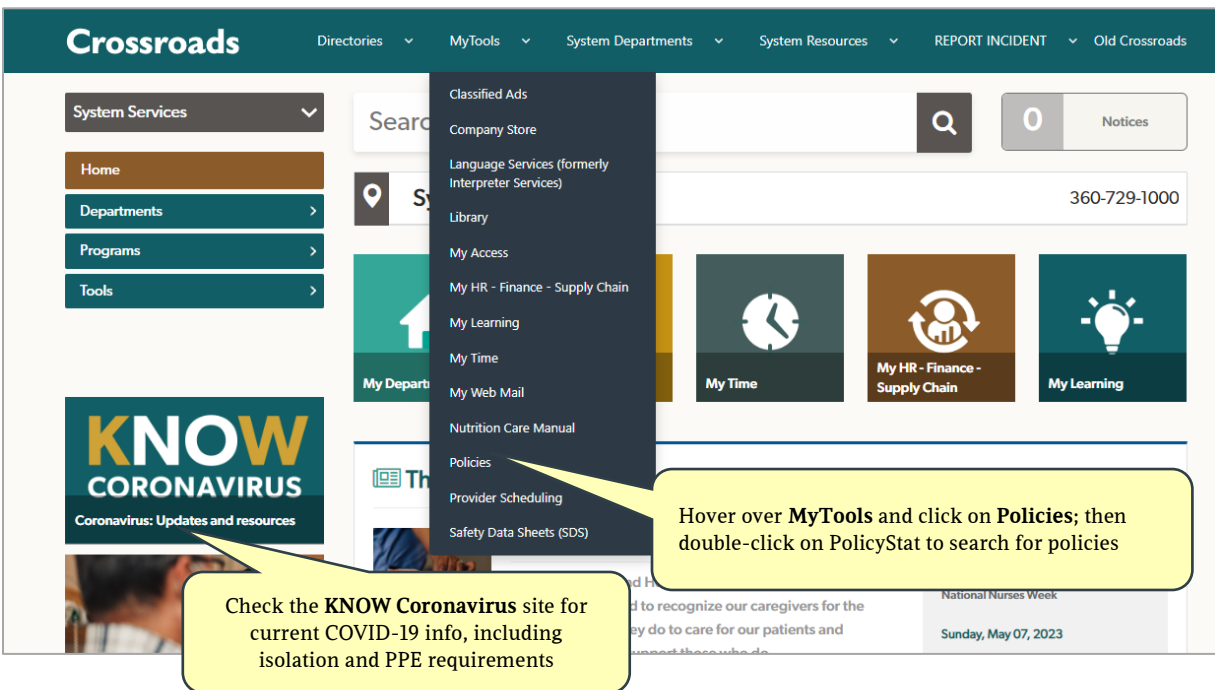 Crossroads
Directories
MyTools
System Departments
System Resources
REPORT INCIDENT
Old Crossroads
System Services
Home
Departments
Programs
Tools
KNOW
CORONAVIRUS
Coronavirus: Updates and resources
Classified Ads
Company Store
Language Services (formerly
Interpreter Services)
Library
My Access
My HR - Finance - Supply Chain
My Learning
My Time
My Web Mail
Nutrition Care Manual
Policies
Provider Scheduling
Safety Data Sheets (SDS)
0
Notices
360-729-1000
My Time
My HR - Finance -
Supply Chain
My Learning
Hover over MyTools and click on Policies; then
double-click on PolicyStat to search for policies
Check the KNOW Coronavirus site for
current COVID-19 info, including
isolation and PPE requirements
to recognize our caregivers for the
do to care for our patients and
those who do
National Nurses Week
Sunday, May 07, 2023